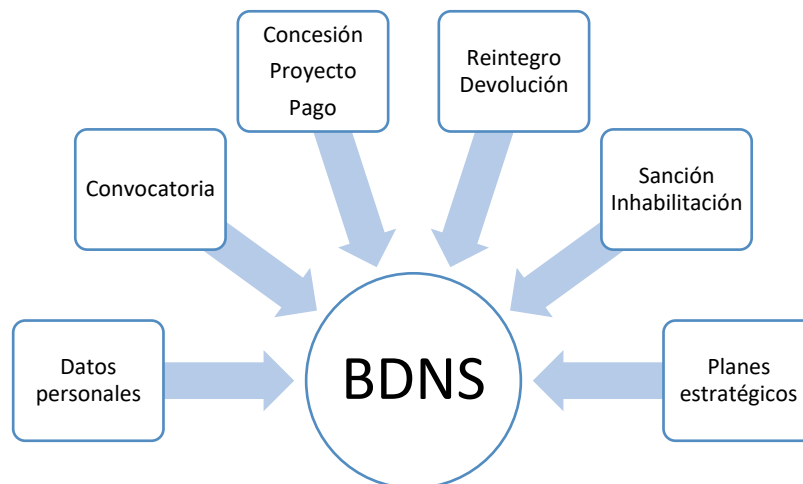 Concesión
Proyecto
Pago
Reintegro
Devolución
Convocatoria
Sanción
Inhabilitación
Datos
personales
BDNS
Planes
estratégicos